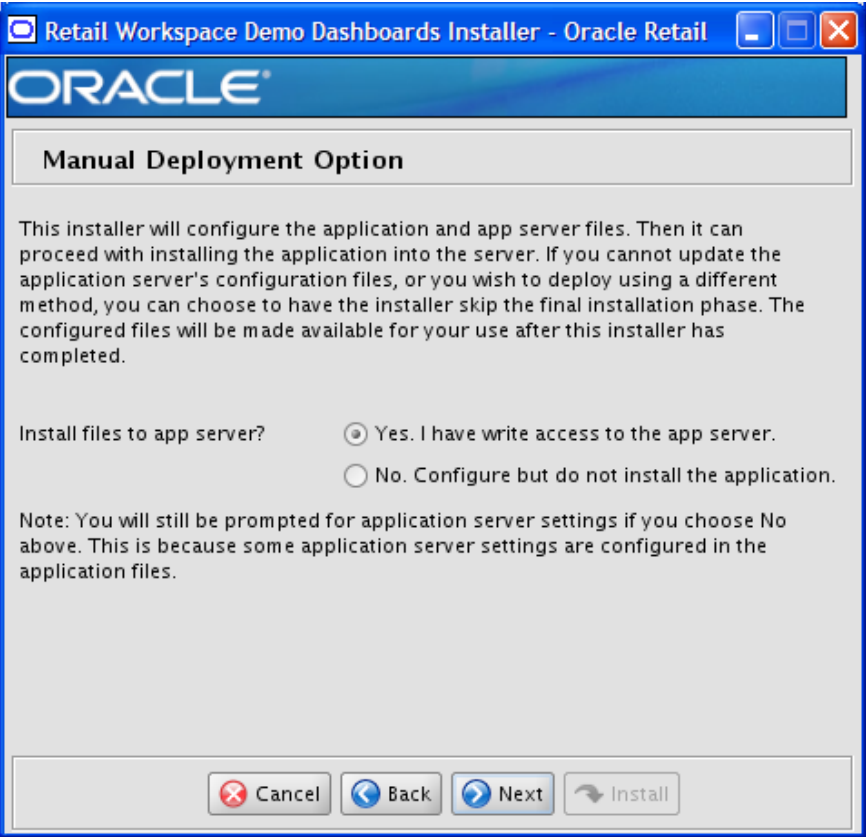 Retail Workspace Demo Dashboards Installer - Oracle Retail
ORACLE®
Manual Deployment Option
This installer will configure the application and app server files. Then it can
proceed with installing the application into the server. If you cannot update the
application server's configuration files, or you wish to deploy using a different
method, you can choose to have the installer skip the final installation phase. The
configured files will be made available for your use after this installer has
completed.
Install files to app server?
Yes. I have write access to the app server.
No. Configure but do not install the application.
Note: You will still be prompted for application server settings if you choose No
above. This is because some application server settings are configured in the
application files.
Cancel
Back
Next
Install